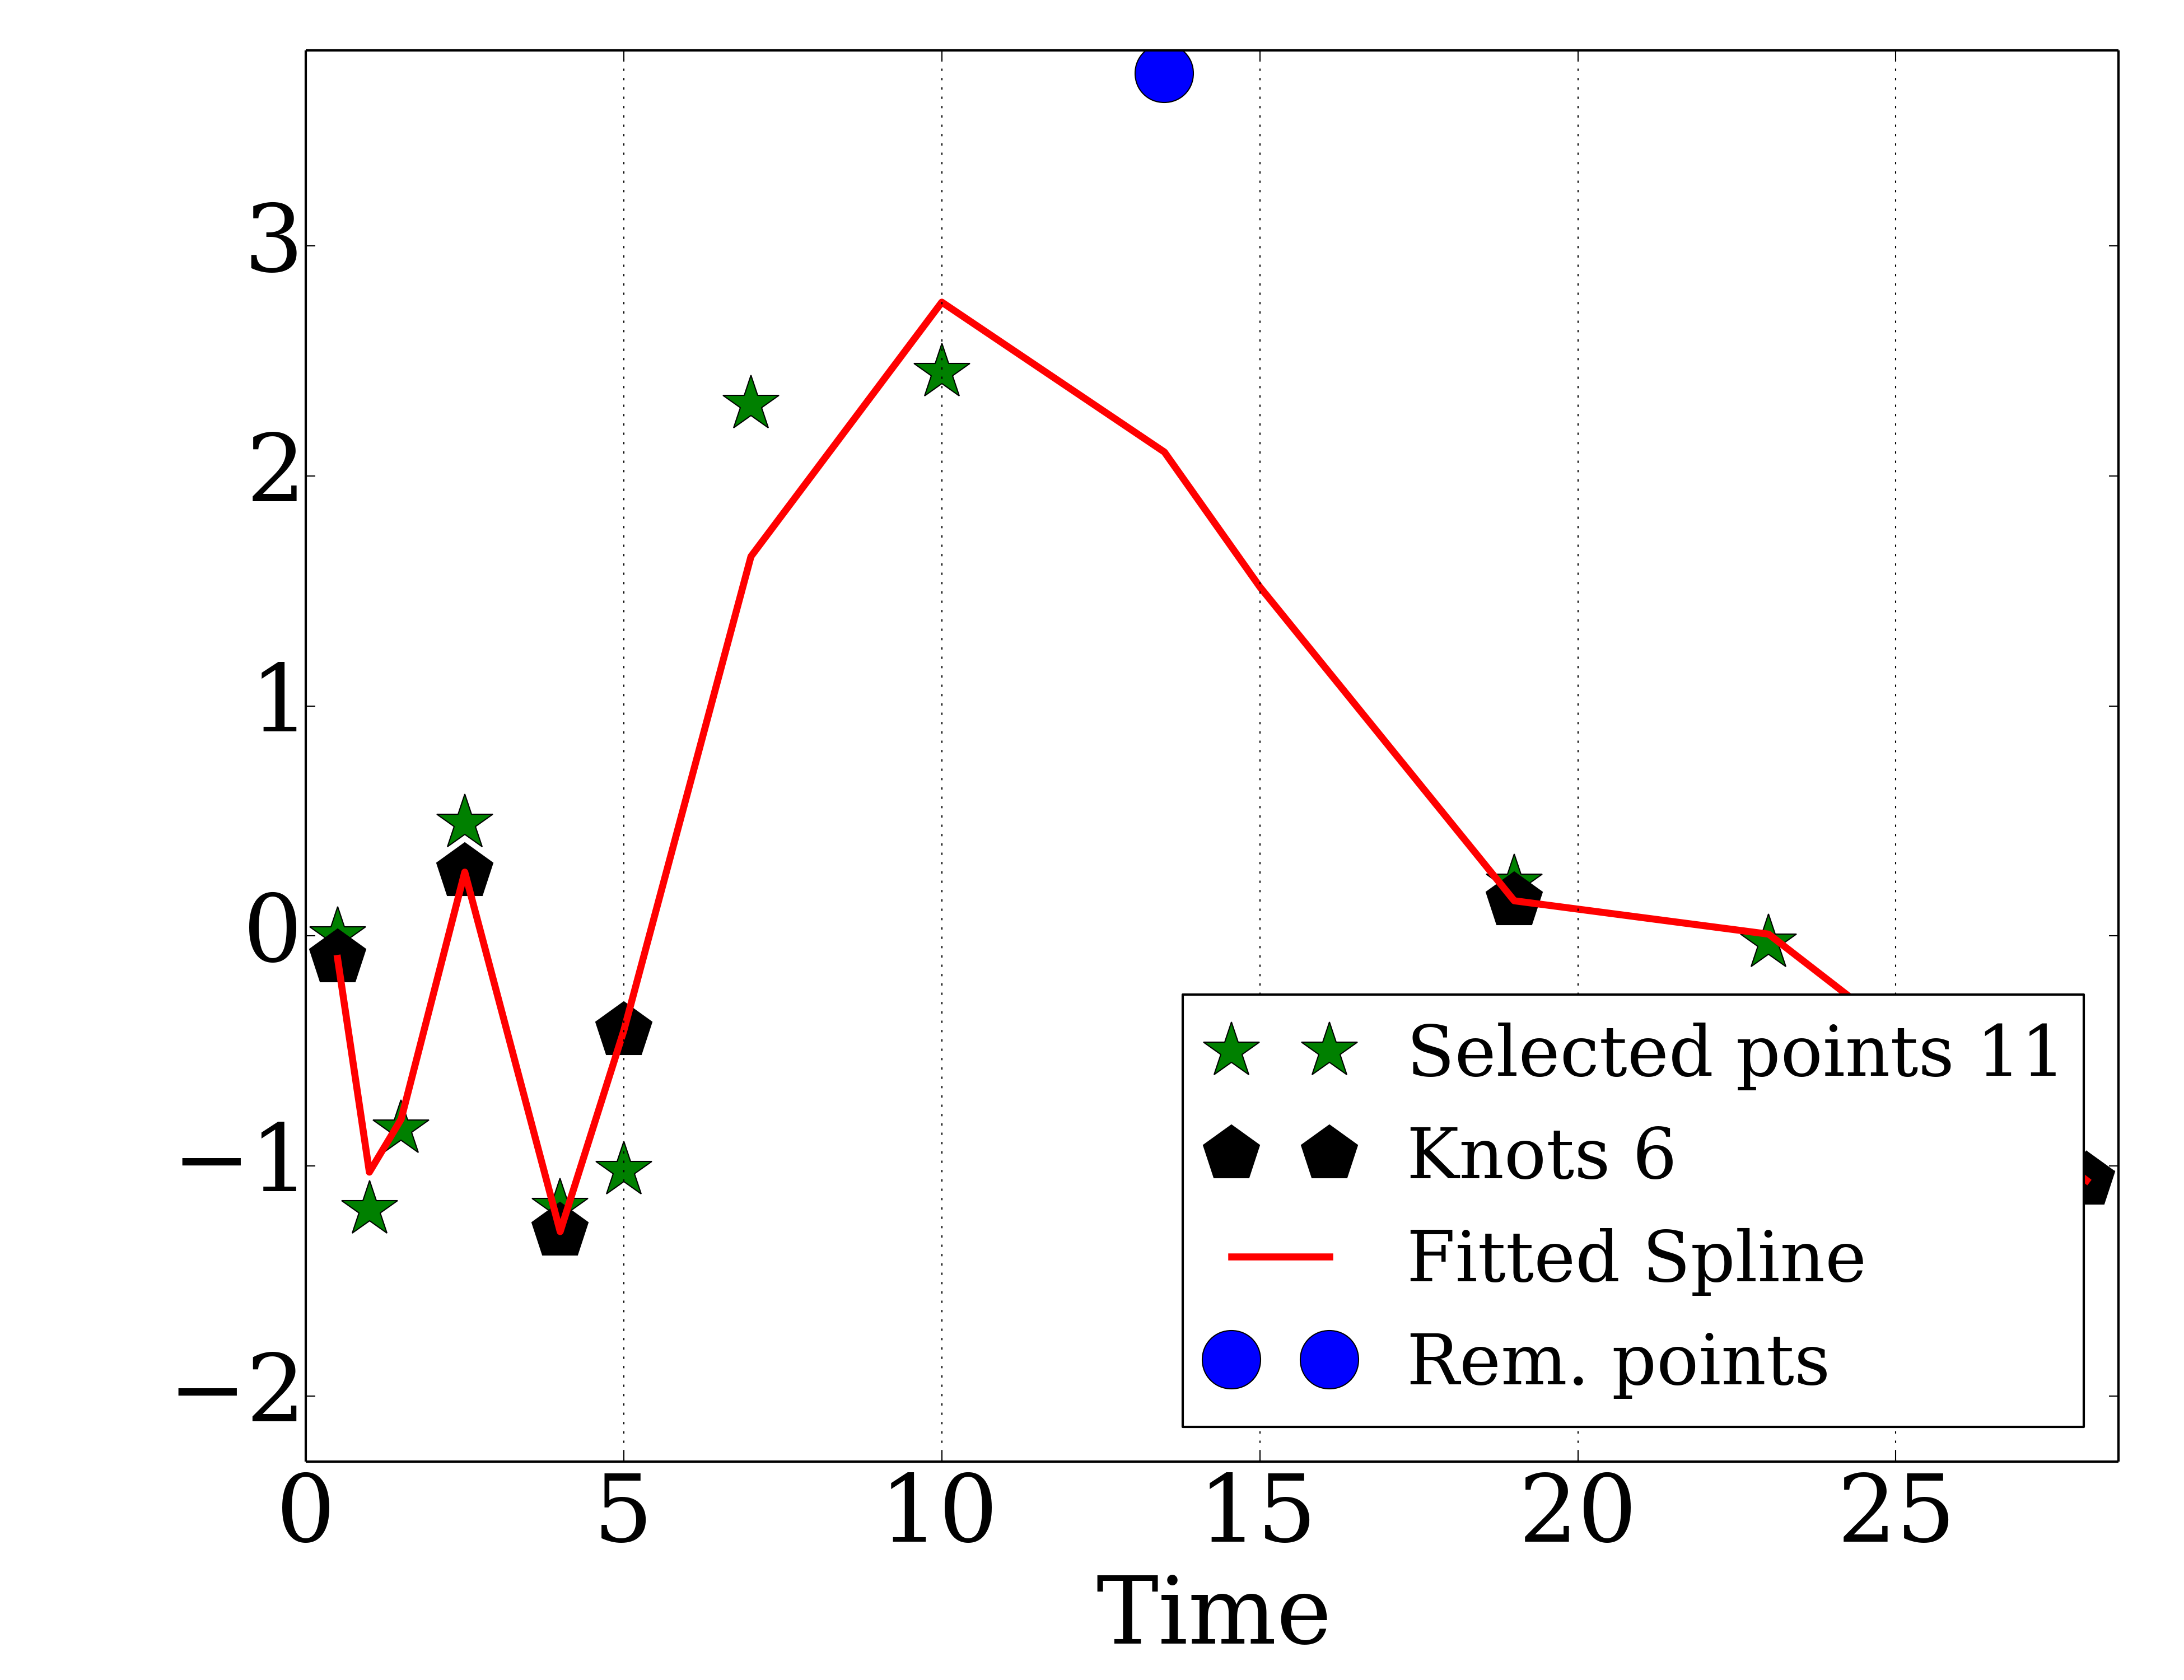 3
2
1
0
−1
−2
Selected points 11
Knots 6
Fitted Spline
Rem. points
0 5 10 15 20 25
Time